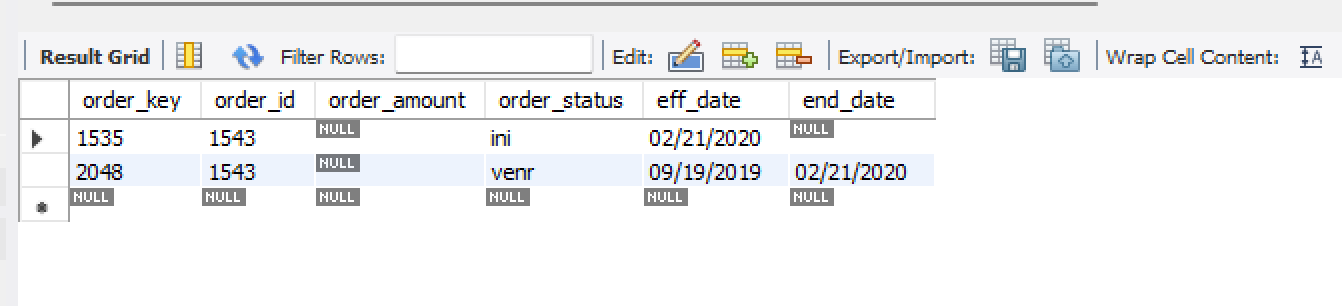 Result Grid Filter Rows: Edit: Export/Import: Wrap Cell Content: IA
order_key order_id order_amount order_status eff_date end_date
1535 1543 NULL ini 02/21/2020 NULL
2048 1543 NULL venr 09/19/2019 02/21/2020
NULL NULL NULL NULL NULL NULL